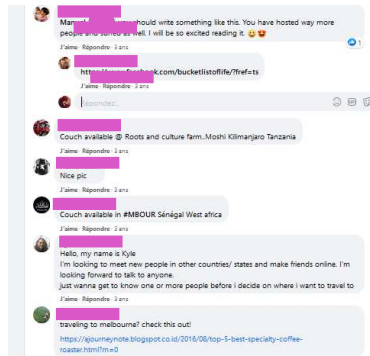 should write something like this. You have hosted way more
people and surfed as well. I will be so excited reading it. 😀😍
1
J'aime · Répondre · 3 ans
.com/bucketlistoflife/?fref=ts
J'aime · Répondre · 3 ans
Répondez...
Couch available @ Roots and culture farm..Moshi Kilimanjaro Tanzania
J'aime · Répondre · 3 ans
Nice pic
J'aime · Répondre · 3 ans
Couch available in #MBOUR Sénégal West africa
J'aime · Répondre · 3 ans
Hello, my name is Kyle
I'm looking to meet new people in other countries/ states and make friends online. I'm
looking forward to talk to anyone.
just wanna get to know one or more people before i decide on where i want to travel to
J'aime · Répondre · 3 ans
traveling to melbourne? check this out!
https://ajourneynote.blogspot.co.id/2016/08/top-5-best-specialty-coffee-
roaster.html?m=0